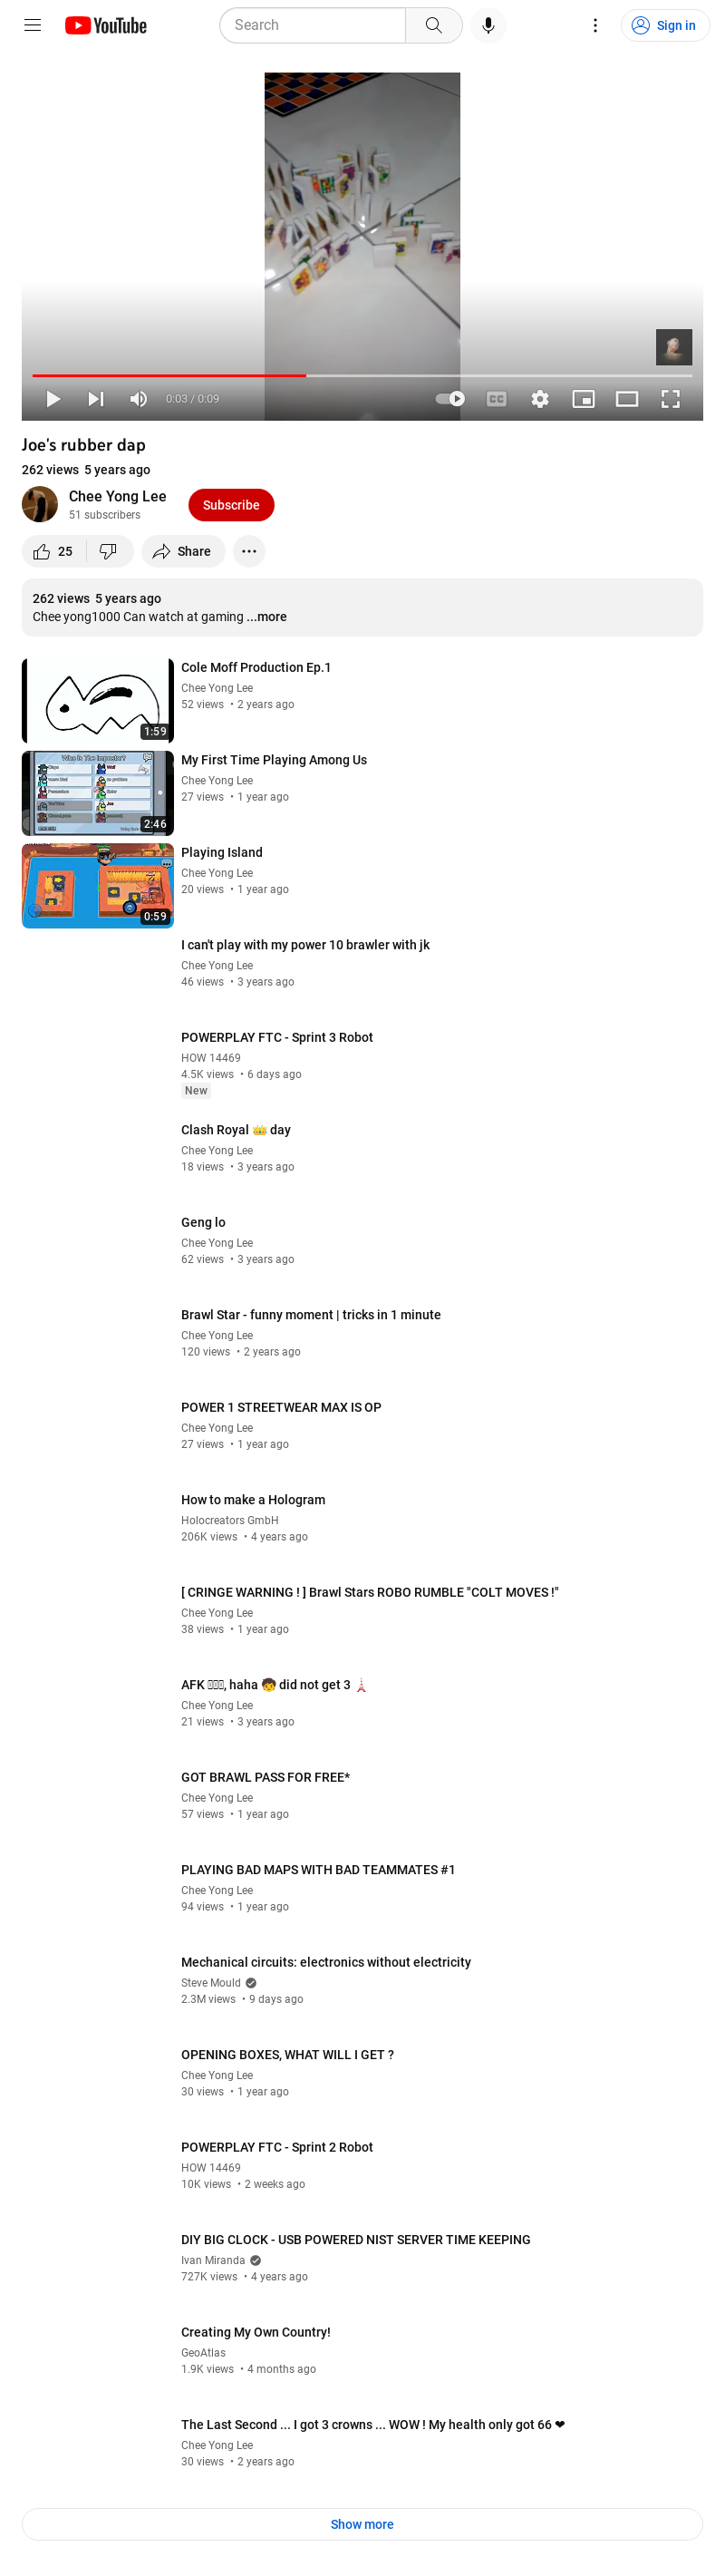 YouTube
Search
Sign in
0:03 / 0:09
CC
Joe's rubber dap
262 views 5 years ago
Chee Yong Lee
51 subscribers
Subscribe
25
Share
262 views 5 years ago
Chee yong1000 Can watch at gaming ...more
1:59
Cole Moff Production Ep.1
Chee Yong Lee
52 views • 2 years ago
Who Is The Impostor?
2:46
My First Time Playing Among Us
Chee Yong Lee
27 views • 1 year ago
0:59
Playing Island
Chee Yong Lee
20 views • 1 year ago
I can't play with my power 10 brawler with jk
Chee Yong Lee
46 views • 3 years ago
POWERPLAY FTC - Sprint 3 Robot
HOW 14469
4.5K views • 6 days ago
New
Clash Royal 👑 day
Chee Yong Lee
18 views • 3 years ago
Geng lo
Chee Yong Lee
62 views • 3 years ago
Brawl Star - funny moment | tricks in 1 minute
Chee Yong Lee
120 views • 2 years ago
POWER 1 STREETWEAR MAX IS OP
Chee Yong Lee
27 views • 1 year ago
How to make a Hologram
Holocreators GmbH
206K views • 4 years ago
[ CRINGE WARNING ! ] Brawl Stars ROBO RUMBLE "COLT MOVES !"
Chee Yong Lee
38 views • 1 year ago
AFK , haha 🧒 did not get 3 🗼
Chee Yong Lee
21 views • 3 years ago
GOT BRAWL PASS FOR FREE*
Chee Yong Lee
57 views • 1 year ago
PLAYING BAD MAPS WITH BAD TEAMMATES #1
Chee Yong Lee
94 views • 1 year ago
Mechanical circuits: electronics without electricity
Steve Mould
2.3M views • 9 days ago
OPENING BOXES, WHAT WILL I GET ?
Chee Yong Lee
30 views • 1 year ago
POWERPLAY FTC - Sprint 2 Robot
HOW 14469
10K views • 2 weeks ago
DIY BIG CLOCK - USB POWERED NIST SERVER TIME KEEPING
Ivan Miranda
727K views • 4 years ago
Creating My Own Country!
GeoAtlas
1.9K views • 4 months ago
The Last Second ... I got 3 crowns ... WOW ! My health only got 66 ❤
Chee Yong Lee
30 views • 2 years ago
Show more